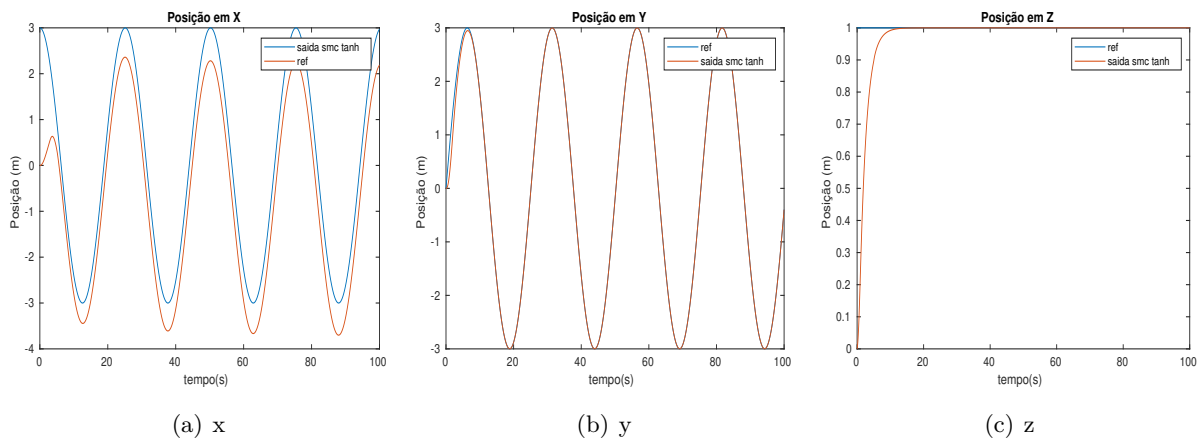 Posição em X
saida smc tanh
ref
3
2
1
0
-1
-2
-3
-4
Posição (m)
0
20
40
60
80
100
tempo(s)
(a) x
Posição em Y
ref
saida smc tanh
3
2
1
0
-1
-2
-3
Posição (m)
0
20
40
60
80
100
tempo(s)
(b) y
Posição em Z
ref
saida smc tanh
1
0.9
0.8
0.7
0.6
0.5
0.4
0.3
0.2
0.1
0
Posição (m)
0
20
40
60
80
100
tempo(s)
(c) z